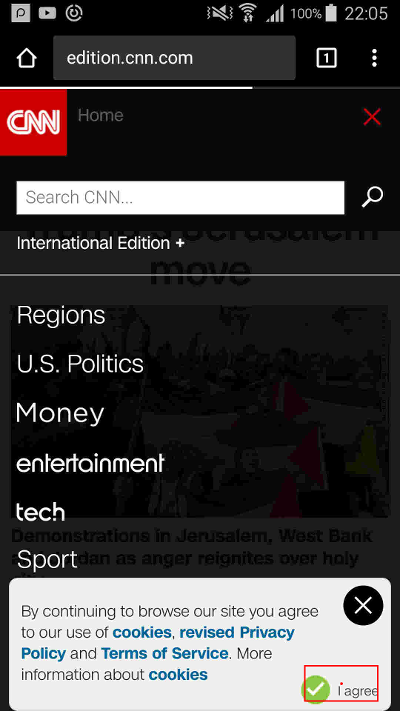 100% 22:05
edition.cnn.com 1
CNN Home
Search CNN...
Jerusalem
International Edition +
move
Regions
U.S. Politics
Money
entertainment
tech
Demonstrations in Jerusalem, West Bank
as anger reignites over holy
Sport
By continuing to browse our site you agree
to our use of cookies, revised Privacy
Policy and Terms of Service. More
information about cookies
I agree